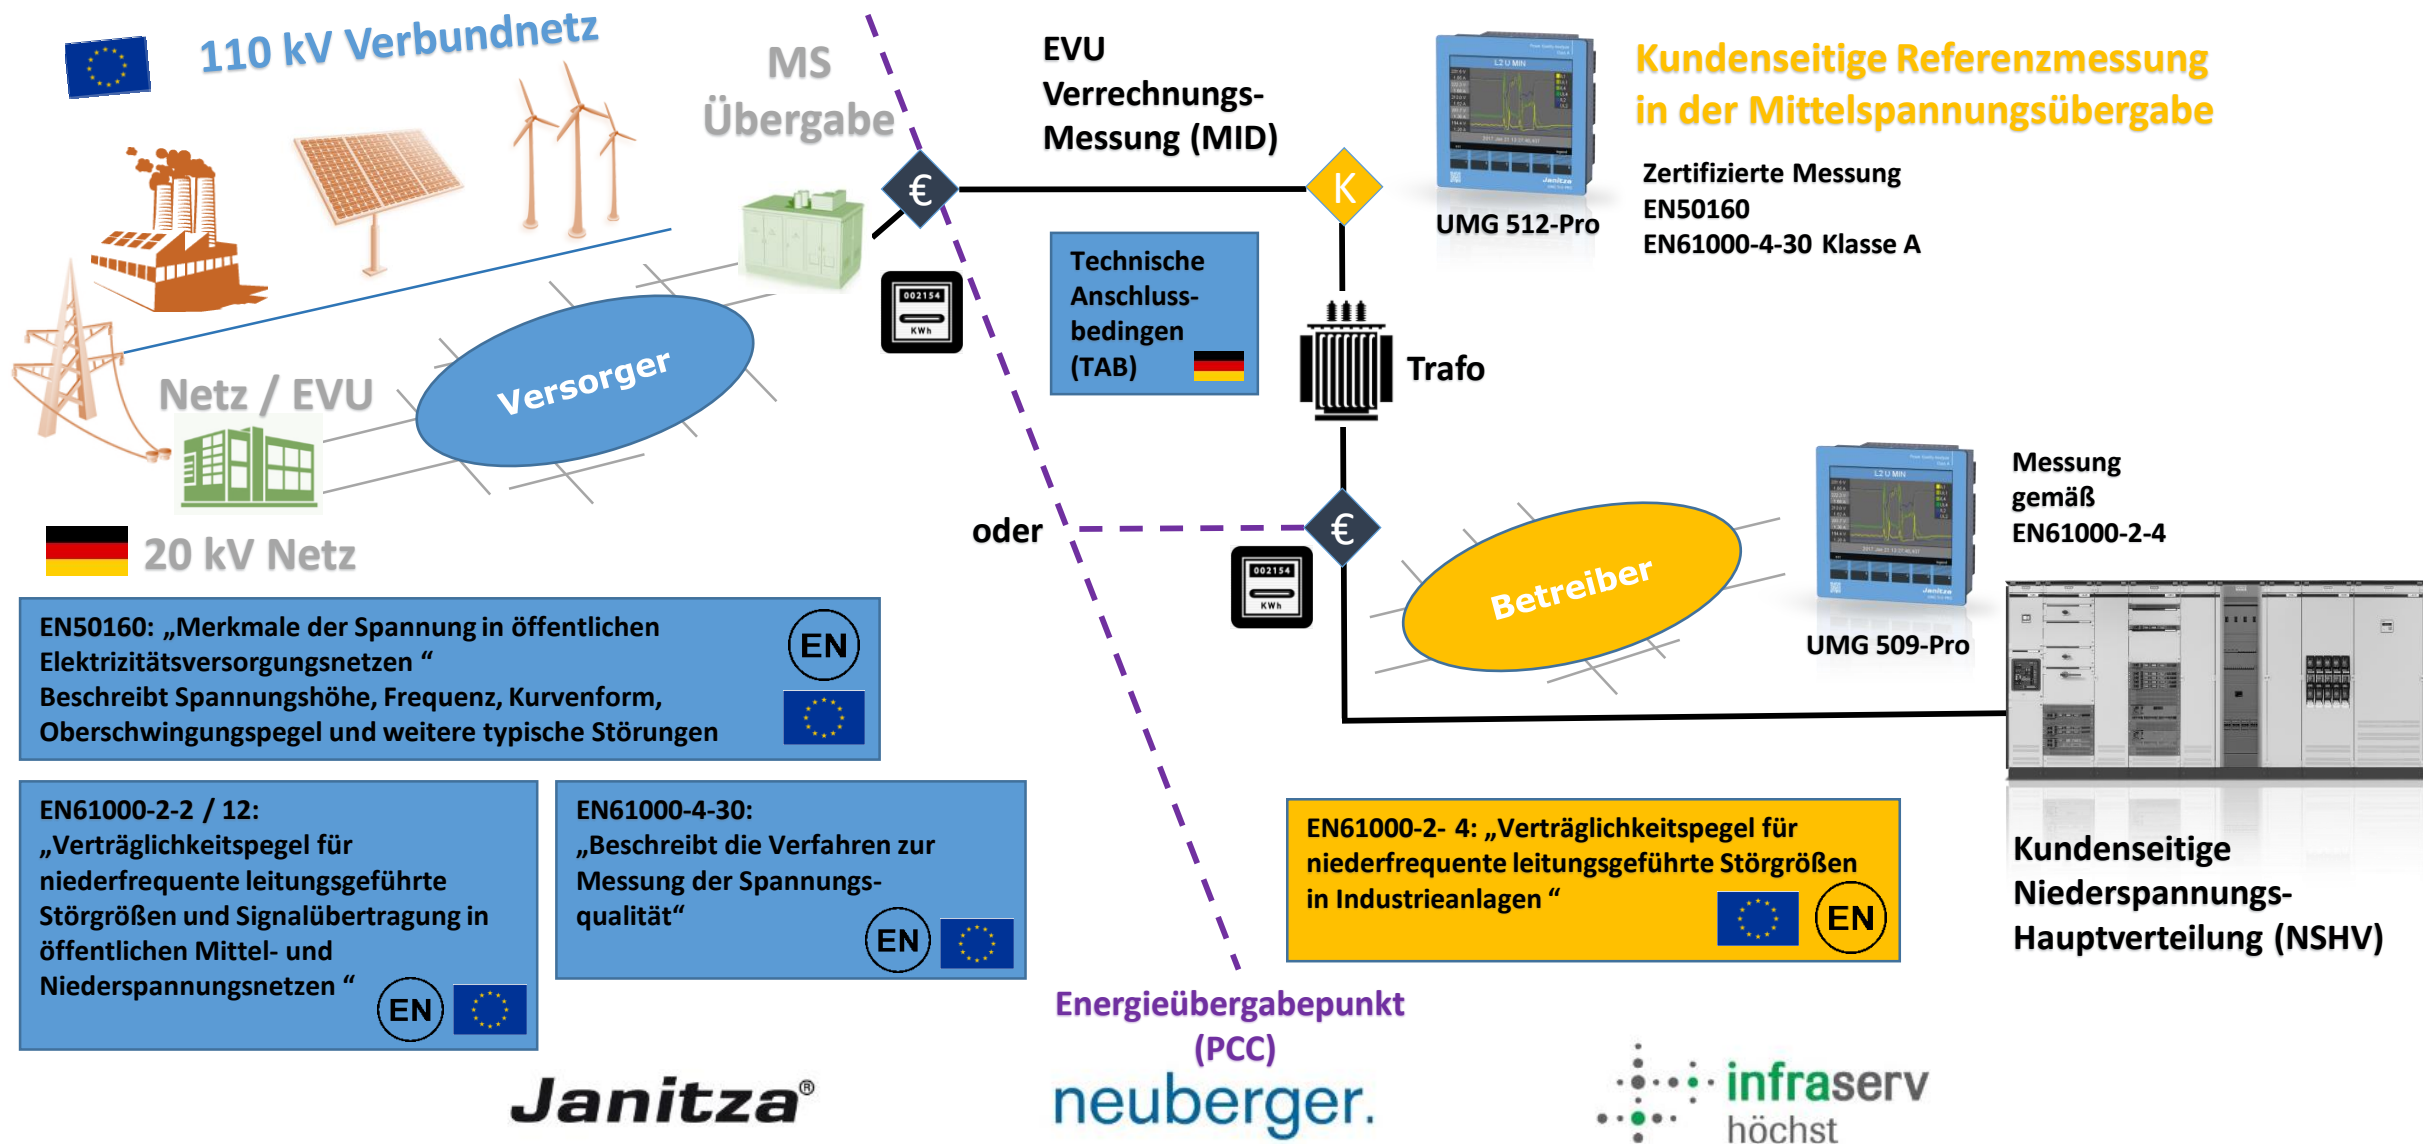 110 kV Verbundnetz
MS
Übergabe
EVU
Verrechnungs-
Messung (MID)
L2 U MIN
Janitza
UMG 512-Pro
Kundenseitige Referenzmessung
in der Mittelspannungsübergabe
Zertifizierte Messung
EN50160
EN61000-4-30 Klasse A
€
K
002154
KWh
Technische
Anschluss-
bedingen
(TAB)
Trafo
Netz / EVU
Versorger
20 kV Netz
oder
€
002154
KWh
Betreiber
L2 U MIN
Janitza
UMG 509-Pro
Messung
gemäß
EN61000-2-4
EN50160: „Merkmale der Spannung in öffentlichen
Elektrizitätsversorgungsnetzen “
Beschreibt Spannungshöhe, Frequenz, Kurvenform,
Oberschwingungspegel und weitere typische Störungen
EN
EN61000-2-2 / 12:
„Verträglichkeitspegel für
niederfrequente leitungsgeführte
Störgrößen und Signalübertragung in
öffentlichen Mittel- und
Niederspannungsnetzen “
EN
EN61000-4-30:
„Beschreibt die Verfahren zur
Messung der Spannungs-
qualität“
EN
EN61000-2- 4: „Verträglichkeitspegel für
niederfrequente leitungsgeführte Störgrößen
in Industrieanlagen “
EN
Kundenseitige
Niederspannungs-
Hauptverteilung (NSHV)
Energieübergabepunkt
(PCC)
Janitza®
neuberger.
infraserv
höchst